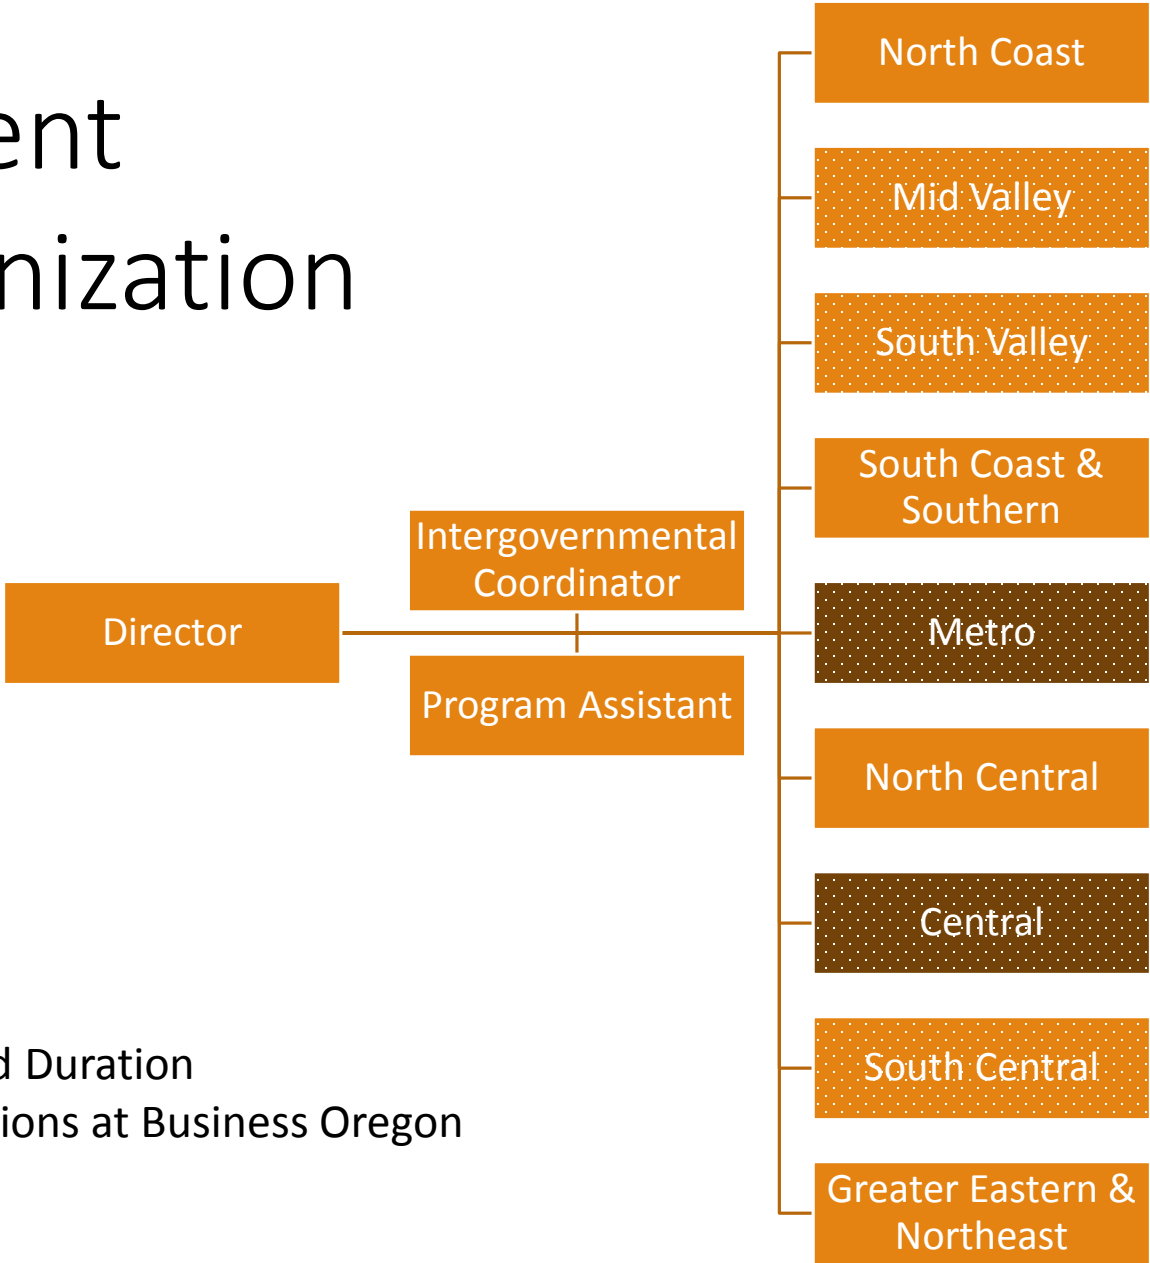 ent
nization
Director
Intergovernmental
Coordinator
Program Assistant
North Coast
Mid Valley
South Valley
South Coast &
Southern
Metro
North Central
Central
South Central
Greater Eastern &
Northeast
d Duration
ions at Business Oregon